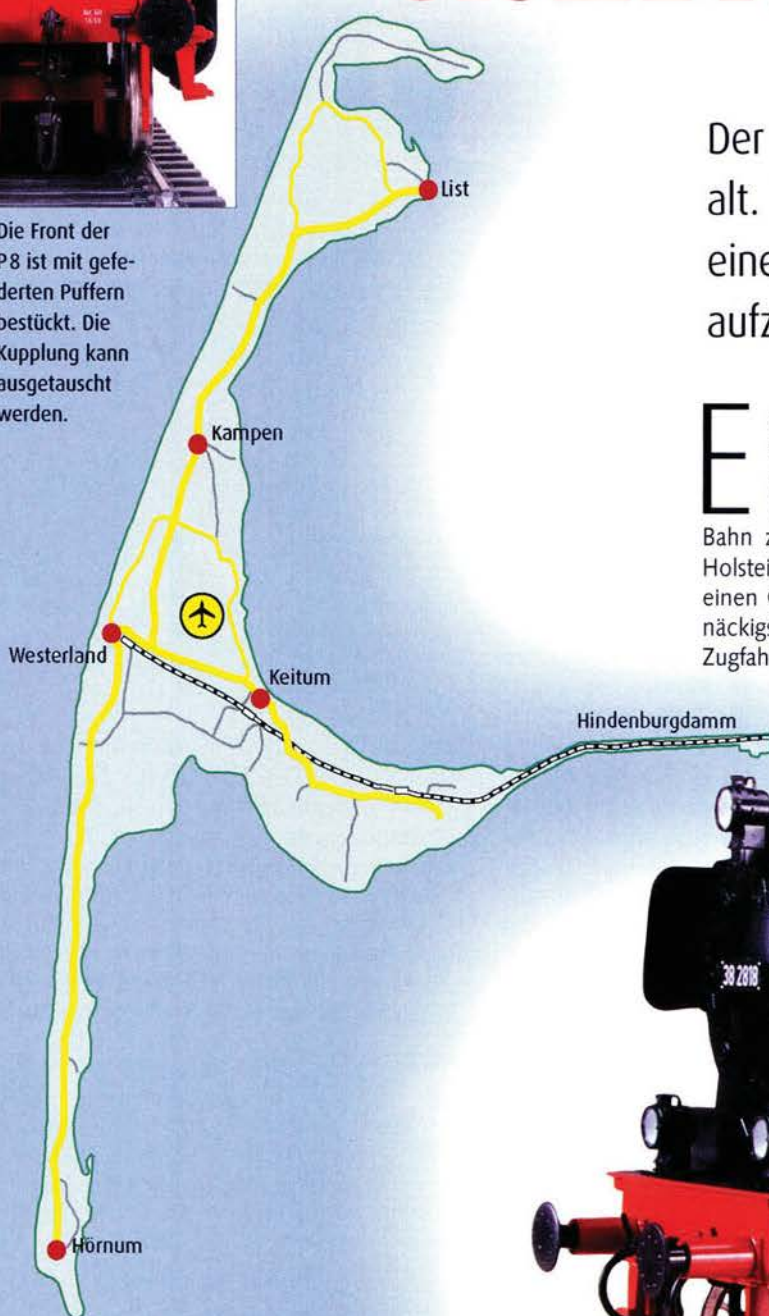 Die Front der
P8 ist mit gefe-
derten Puffern
bestückt. Die
Kupplung kann
ausgetauscht
werden.
List
Kampen
Westerland
Keitum
Hindenburgdamm
Hörnum
Der
alt.
eine
Bahn
Holstei
einen
näckigs
Zugfah
38 2818